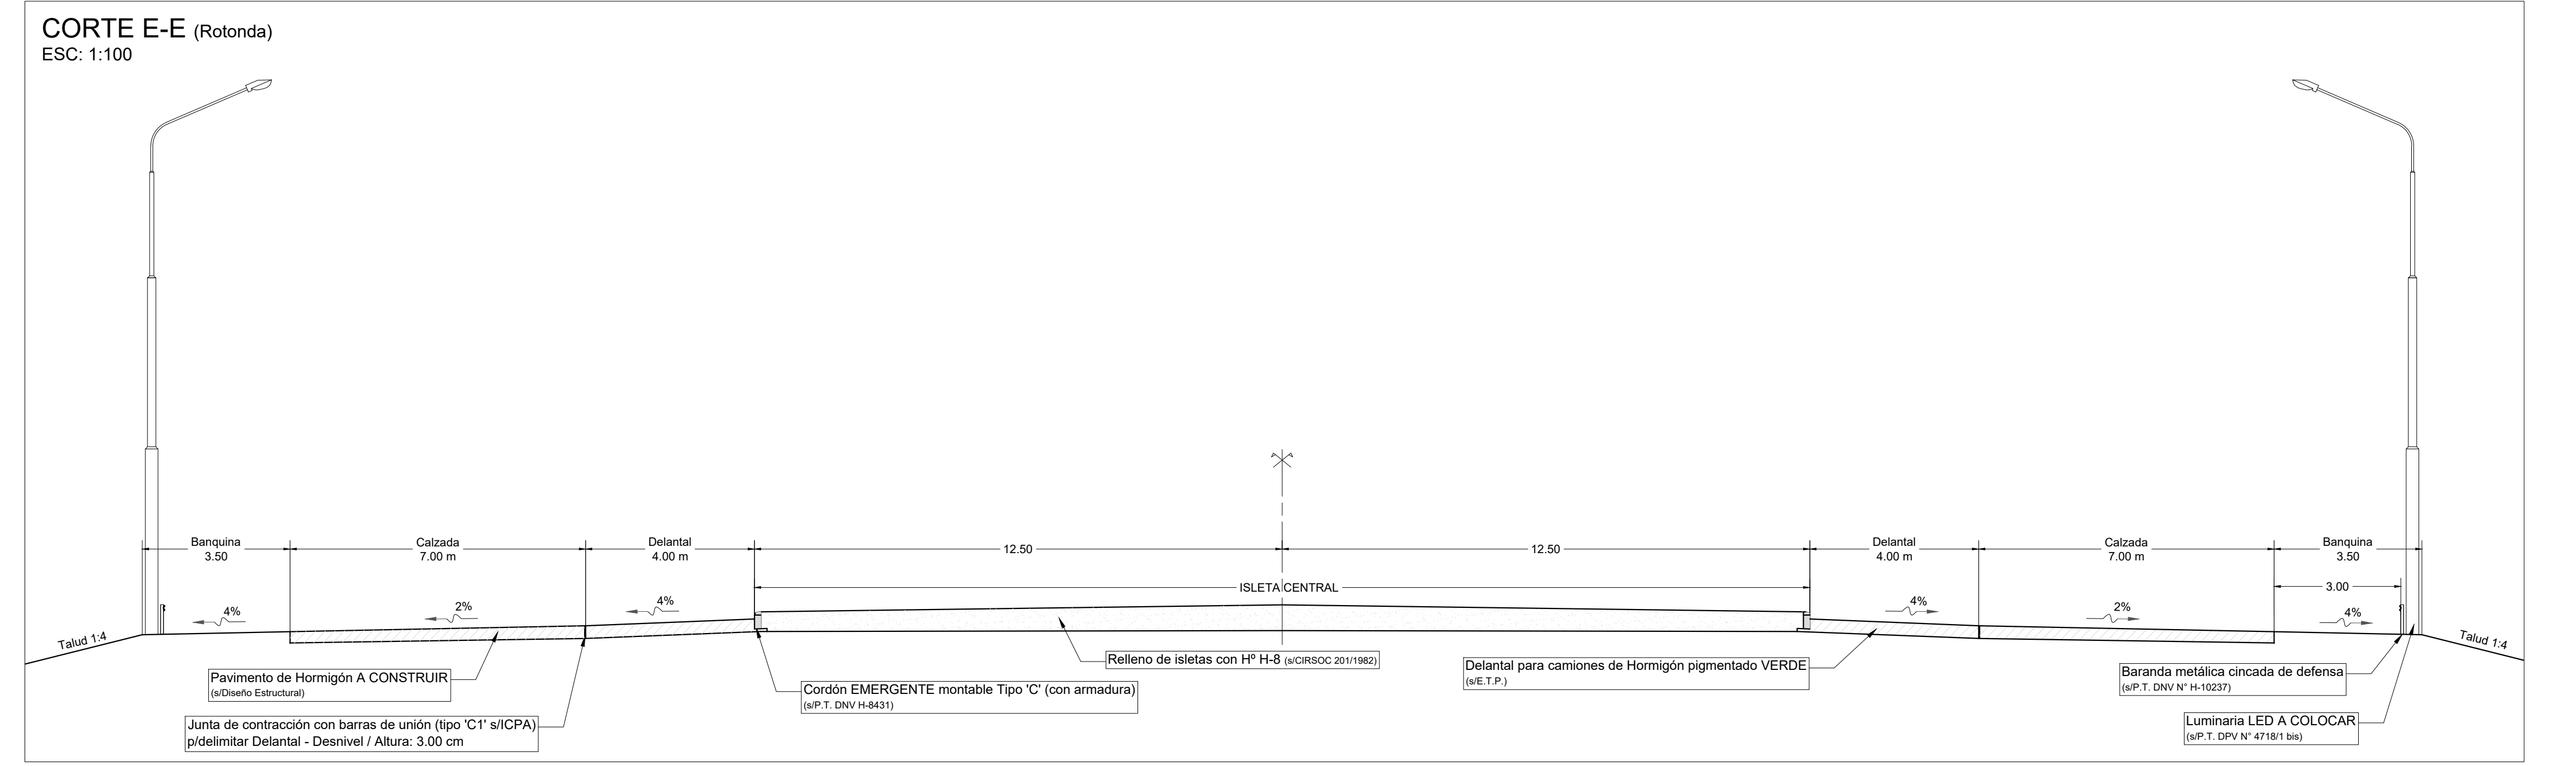 CORTE E-E (Rotonda)
ESC: 1:100
Banquina
3.50
Calzada
7.00 m
Delantal
4.00 m
12.50
12.50
Delantal
4.00 m
Calzada
7.00 m
Banquina
3.50
ISLETA CENTRAL
3.00
4%
2%
4%
4%
2%
4%
Talud 1:4
Talud 1:4
Pavimento de Hormigón A CONSTRUIR
(s/Diseño Estructural)
Junta de contracción con barras de unión (tipo 'C1' s/ICPA)
p/delimitar Delantal - Desnivel / Altura: 3.00 cm
Cordón EMERGENTE montable Tipo 'C' (con armadura)
(s/P.T. DNV H-8431)
Relleno de isletas con Hº H-8 (s/CIRSOC 201/1982)
Delantal para camiones de Hormigón pigmentado VERDE
(s/E.T.P.)
Baranda metálica cincada de defensa
(s/P.T. DNV N° H-10237)
Luminaria LED A COLOCAR
(s/P.T. DPV N° 4718/1 bis)